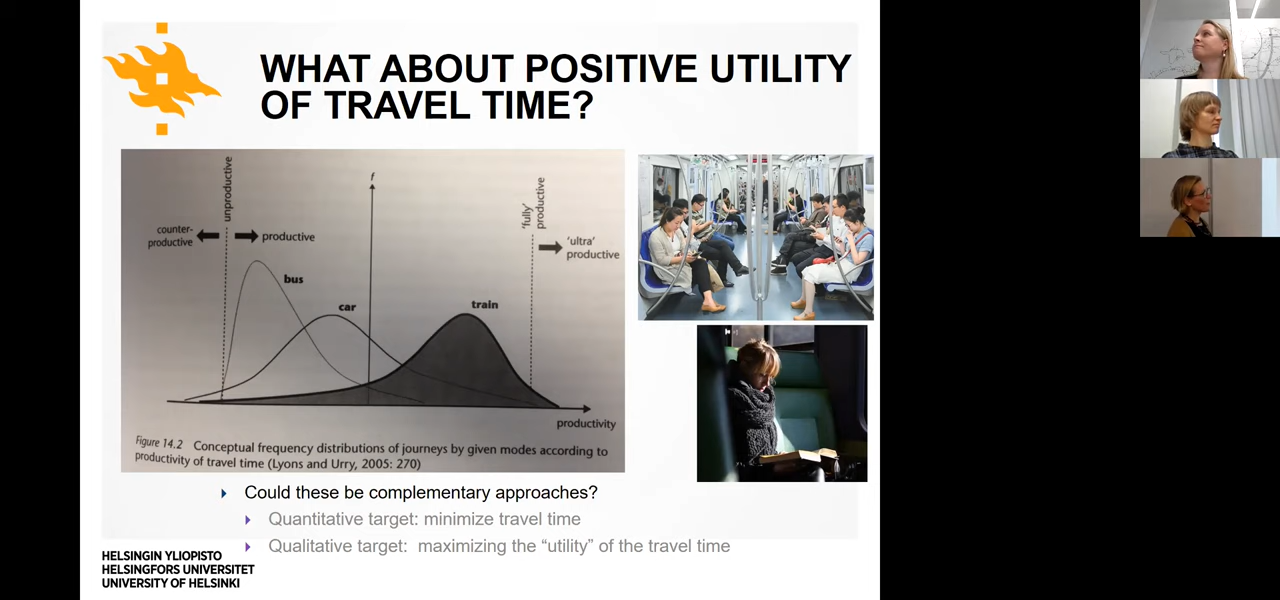 WHAT ABOUT POSITIVE UTILITY
OF TRAVEL TIME?
f
unproductive
'fully'
productive
counter-
productive
productive
'ultra'
productive
bus
car
train
productivity
Figure 14.2 Conceptual frequency distributions of journeys by given modes according to
productivity of travel time (Lyons and Urry, 2005: 270)
Could these be complementary approaches?
Quantitative target: minimize travel time
Qualitative target: maximizing the “utility” of the travel time
HELSINGIN YLIOPISTO
HELSINGFORS UNIVERSITET
UNIVERSITY OF HELSINKI